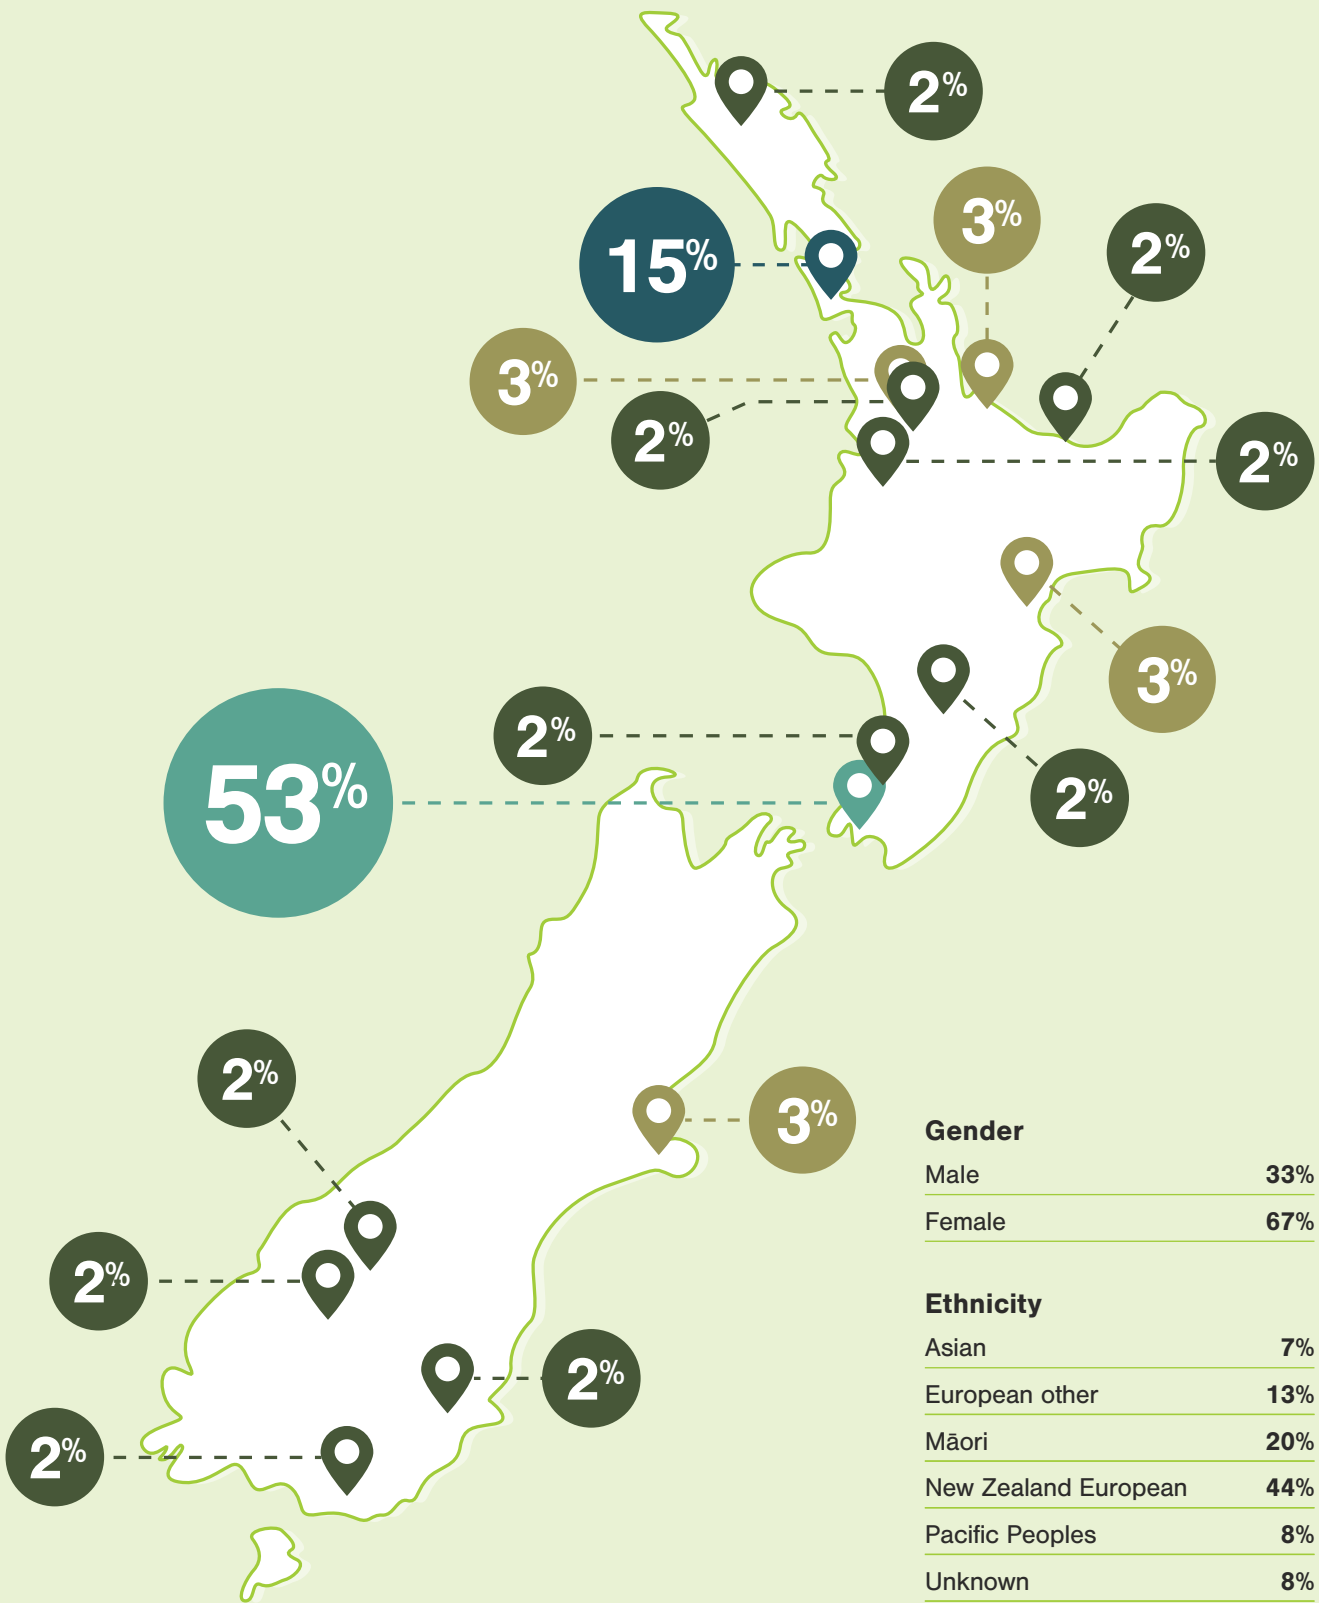 2%
3%
2%
15%
3%
2%
2%
3%
2%
53%
2%
2%
3%
2%
2%
2%
Gender
Male 33%
Female 67%
Ethnicity
Asian 7%
European other 13%
Māori 20%
New Zealand European 44%
Pacific Peoples 8%
Unknown 8%